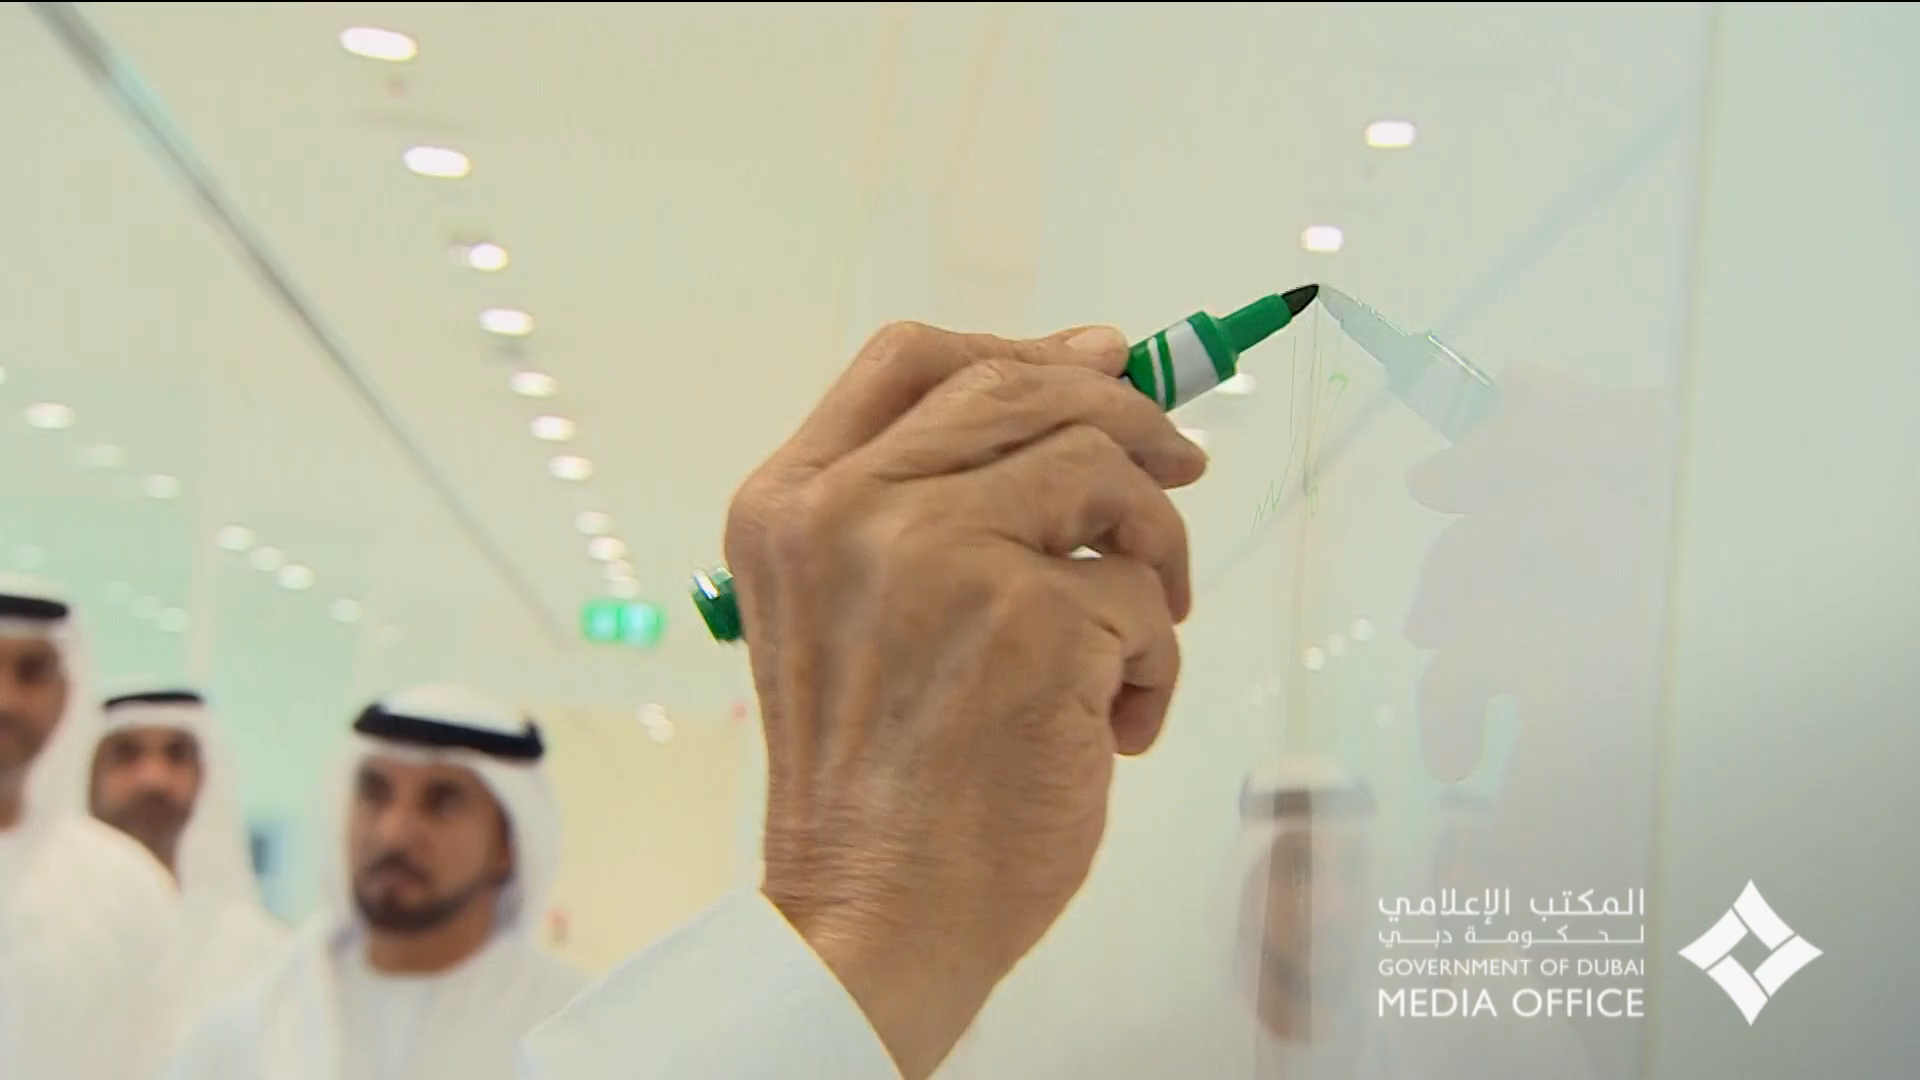 المكتب الإعلامي
لحكومة دبي
GOVERNMENT OF DUBAI
MEDIA OFFICE